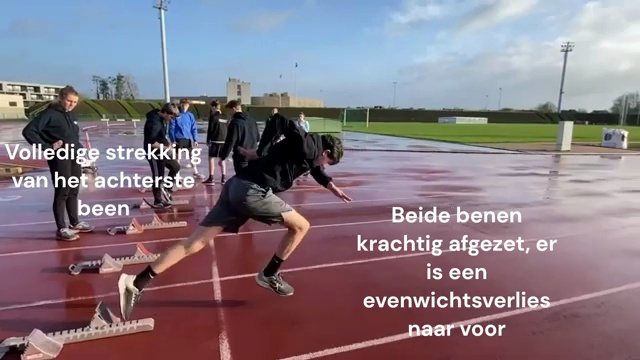 Volledige strekking
van het achterste
been
Beide benen
krachtig afgezet, er
is een
evenwichtsverlies
naar voor